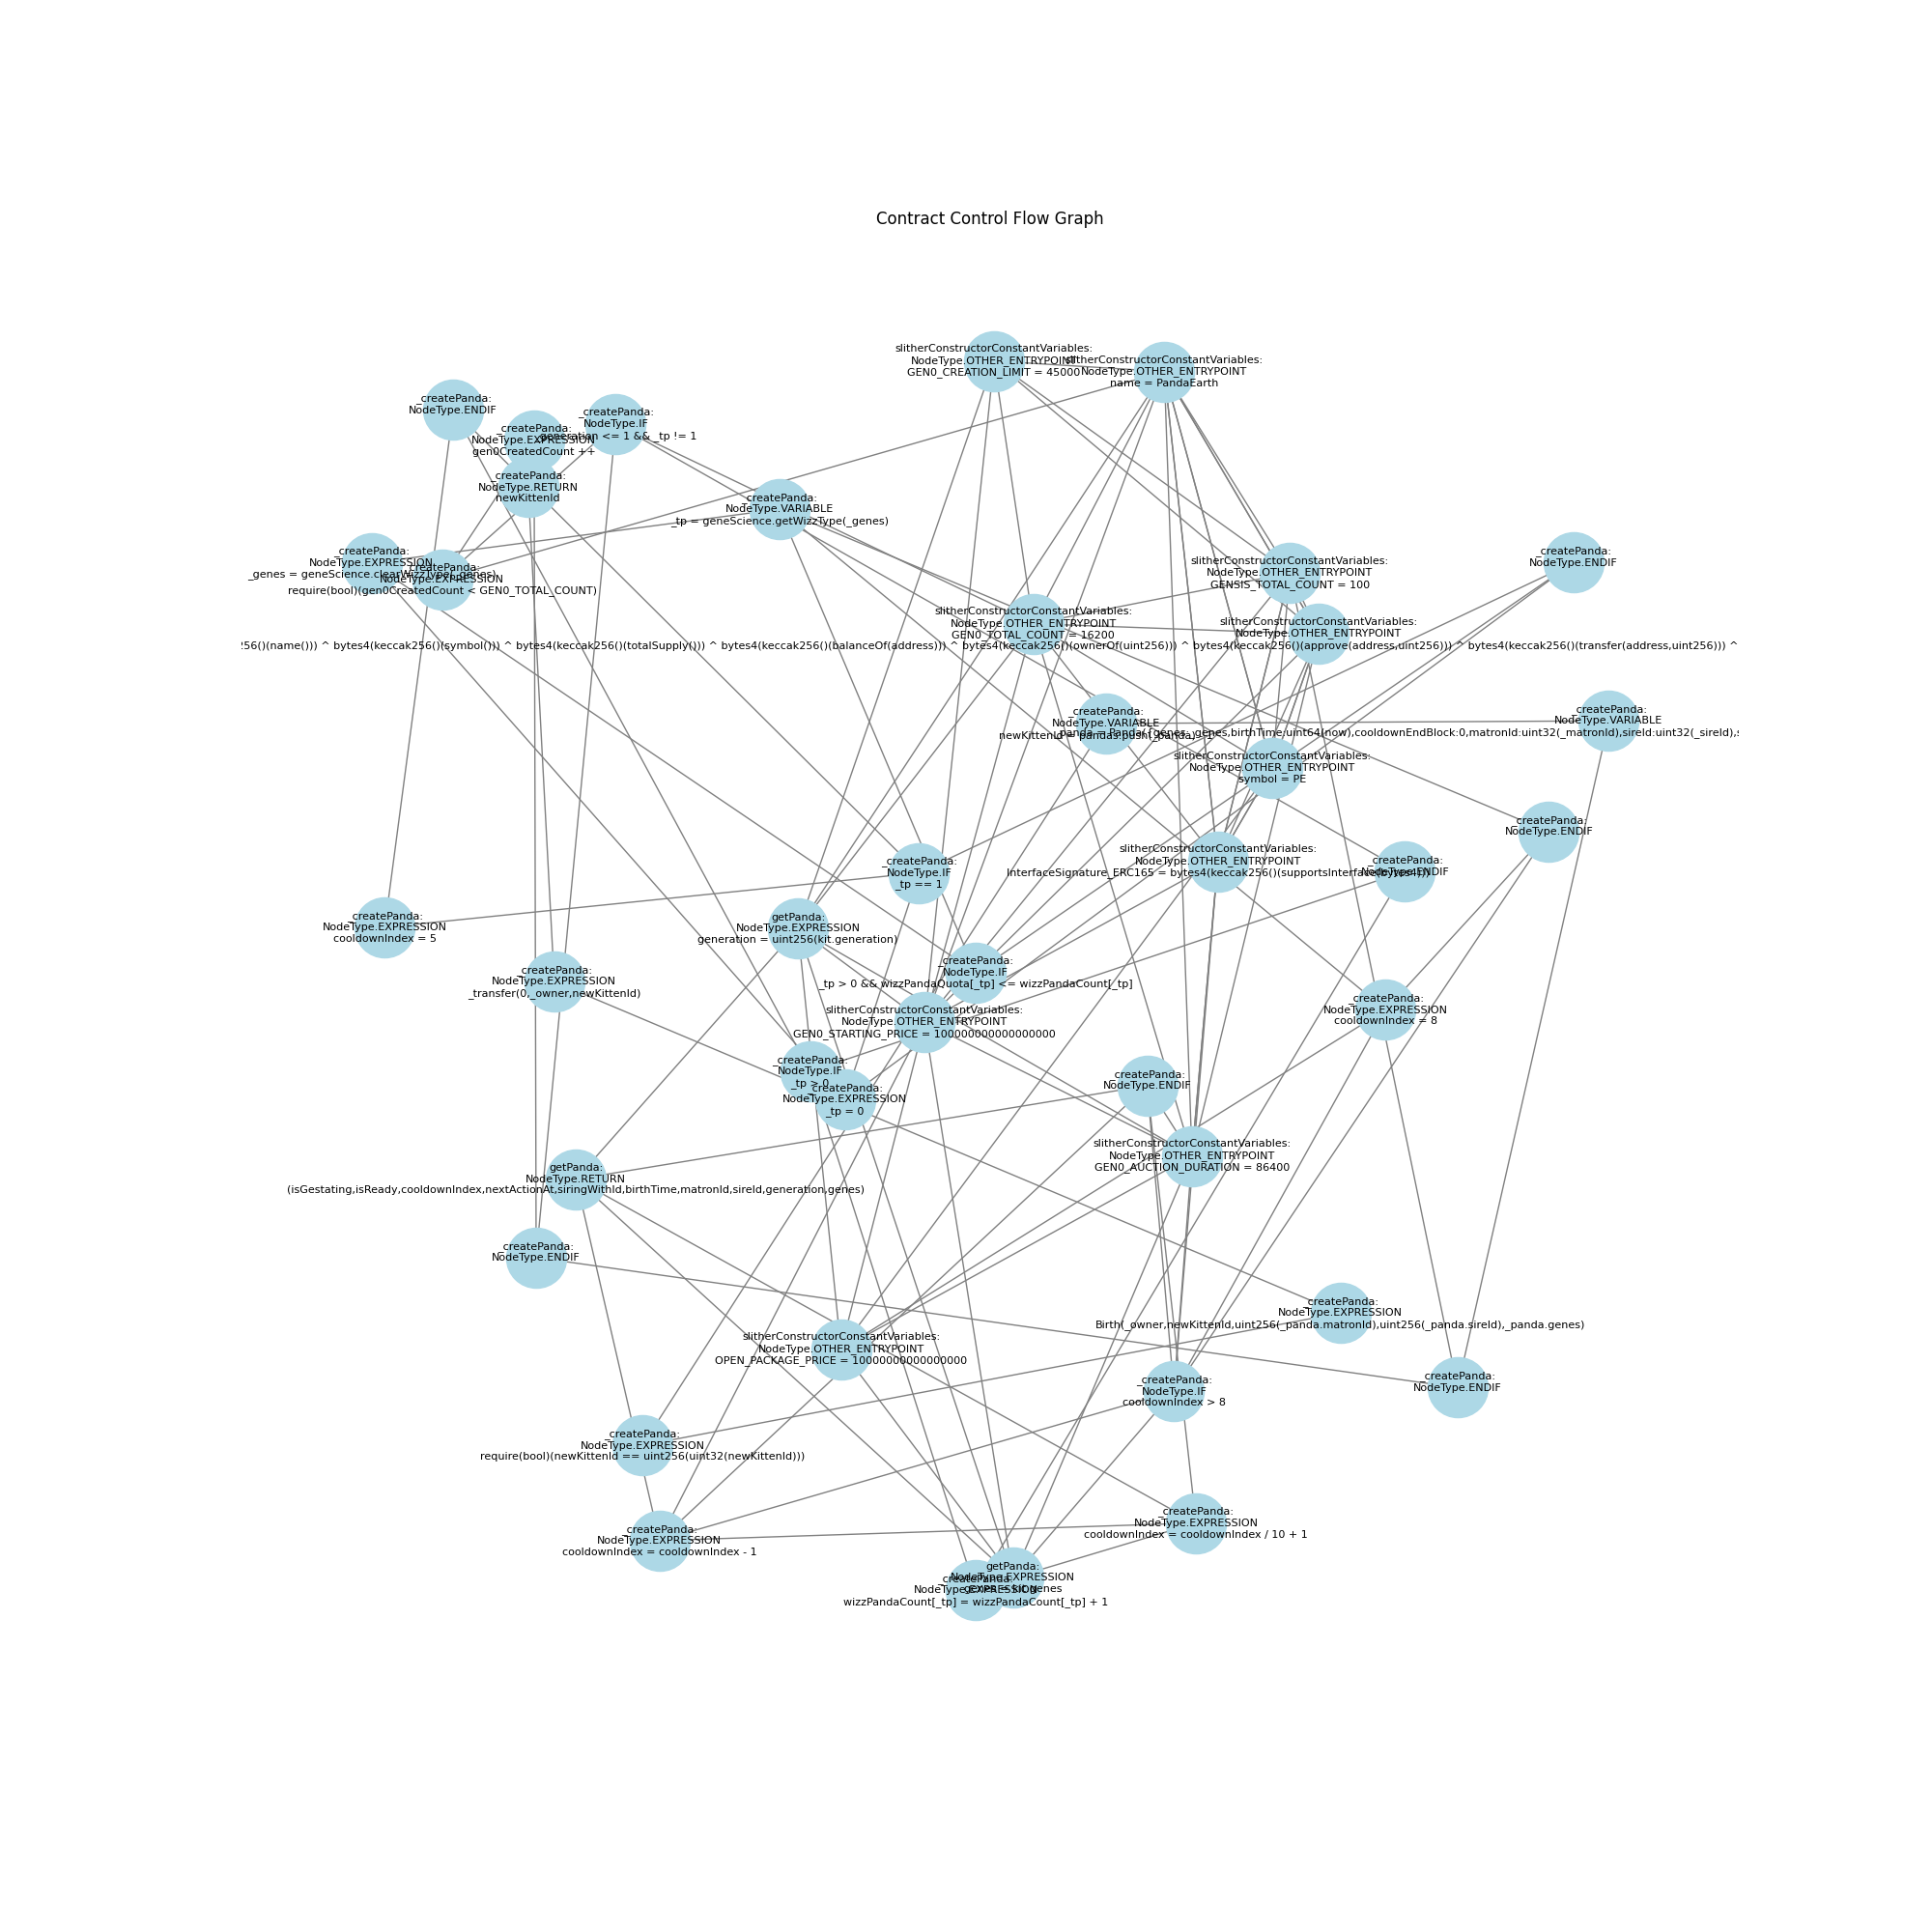 Contract Control Flow Graph
slitherConstructorConstantVariables:
NodeType.OTHER_ENTRYPOINT
GEN0_CREATION_LIMIT = 45000
slitherConstructorConstantVariables:
NodeType.OTHER_ENTRYPOINT
name = PandaEarth
_createPanda:
NodeType.ENDIF
_createPanda:
NodeType.EXPRESSION
gen0CreatedCount ++
_createPanda:
NodeType.IF
generation <= 1 && _tp != 1
_createPanda:
NodeType.RETURN
newKittenId
_createPanda:
NodeType.VARIABLE
_tp = geneScience.getWizzType(_genes)
_createPanda:
NodeType.EXPRESSION
_genes = geneScience.clearWizzType(_genes)
_createPanda:
NodeType.EXPRESSION
require(bool)(gen0CreatedCount < GEN0_TOTAL_COUNT)
slitherConstructorConstantVariables:
NodeType.OTHER_ENTRYPOINT
GENSIS_TOTAL_COUNT = 100
_createPanda:
NodeType.ENDIF
slitherConstructorConstantVariables:
NodeType.OTHER_ENTRYPOINT
GEN0_TOTAL_COUNT = 16200
slitherConstructorConstantVariables:
NodeType.OTHER_ENTRYPOINT
256()(name())) ^ bytes4(keccak256()(symbol())) ^ bytes4(keccak256()(totalSupply())) ^ bytes4(keccak256()(balanceOf(address))) ^ bytes4(keccak256()(ownerOf(uint256))) ^ bytes4(keccak256()(approve(address,uint256))) ^ bytes4(keccak256()(transfer(address,uint256))) ^
_createPanda:
NodeType.VARIABLE
newKittenId = pandas.push(_panda) - 1
_createPanda:
NodeType.VARIABLE
_panda = Panda({genes:_genes,birthTime:uint64(now),cooldownEndBlock:0,matronId:uint32(_matronId),sireId:uint32(_sireId),
slitherConstructorConstantVariables:
NodeType.OTHER_ENTRYPOINT
symbol = PE
_createPanda:
NodeType.ENDIF
slitherConstructorConstantVariables:
NodeType.OTHER_ENTRYPOINT
InterfaceSignature_ERC165 = bytes4(keccak256()(supportsInterface(bytes4)))
_createPanda:
NodeType.ENDIF
_createPanda:
NodeType.IF
_tp == 1
_createPanda:
NodeType.EXPRESSION
cooldownIndex = 5
getPanda:
NodeType.EXPRESSION
generation = uint256(kit.generation)
_createPanda:
NodeType.IF
_tp > 0 && wizzPandaQuota[_tp] <= wizzPandaCount[_tp]
_createPanda:
NodeType.EXPRESSION
_transfer(0,_owner,newKittenId)
_createPanda:
NodeType.EXPRESSION
cooldownIndex = 8
slitherConstructorConstantVariables:
NodeType.OTHER_ENTRYPOINT
GEN0_STARTING_PRICE = 100000000000000000
_createPanda:
NodeType.IF
_tp > 0
_createPanda:
NodeType.EXPRESSION
_tp = 0
_createPanda:
NodeType.ENDIF
slitherConstructorConstantVariables:
NodeType.OTHER_ENTRYPOINT
GEN0_AUCTION_DURATION = 86400
getPanda:
NodeType.RETURN
(isGestating,isReady,cooldownIndex,nextActionAt,siringWithId,birthTime,matronId,sireId,generation,genes)
_createPanda:
NodeType.ENDIF
_createPanda:
NodeType.EXPRESSION
Birth(_owner,newKittenId,uint256(_panda.matronId),uint256(_panda.sireId),_panda.genes)
slitherConstructorConstantVariables:
NodeType.OTHER_ENTRYPOINT
OPEN_PACKAGE_PRICE = 10000000000000000
_createPanda:
NodeType.IF
cooldownIndex > 8
_createPanda:
NodeType.ENDIF
_createPanda:
NodeType.EXPRESSION
require(bool)(newKittenId == uint256(uint32(newKittenId)))
_createPanda:
NodeType.EXPRESSION
cooldownIndex = cooldownIndex / 10 + 1
_createPanda:
NodeType.EXPRESSION
cooldownIndex = cooldownIndex - 1
getPanda:
NodeType.EXPRESSION
genes = kit.genes
_createPanda:
NodeType.EXPRESSION
wizzPandaCount[_tp] = wizzPandaCount[_tp] + 1